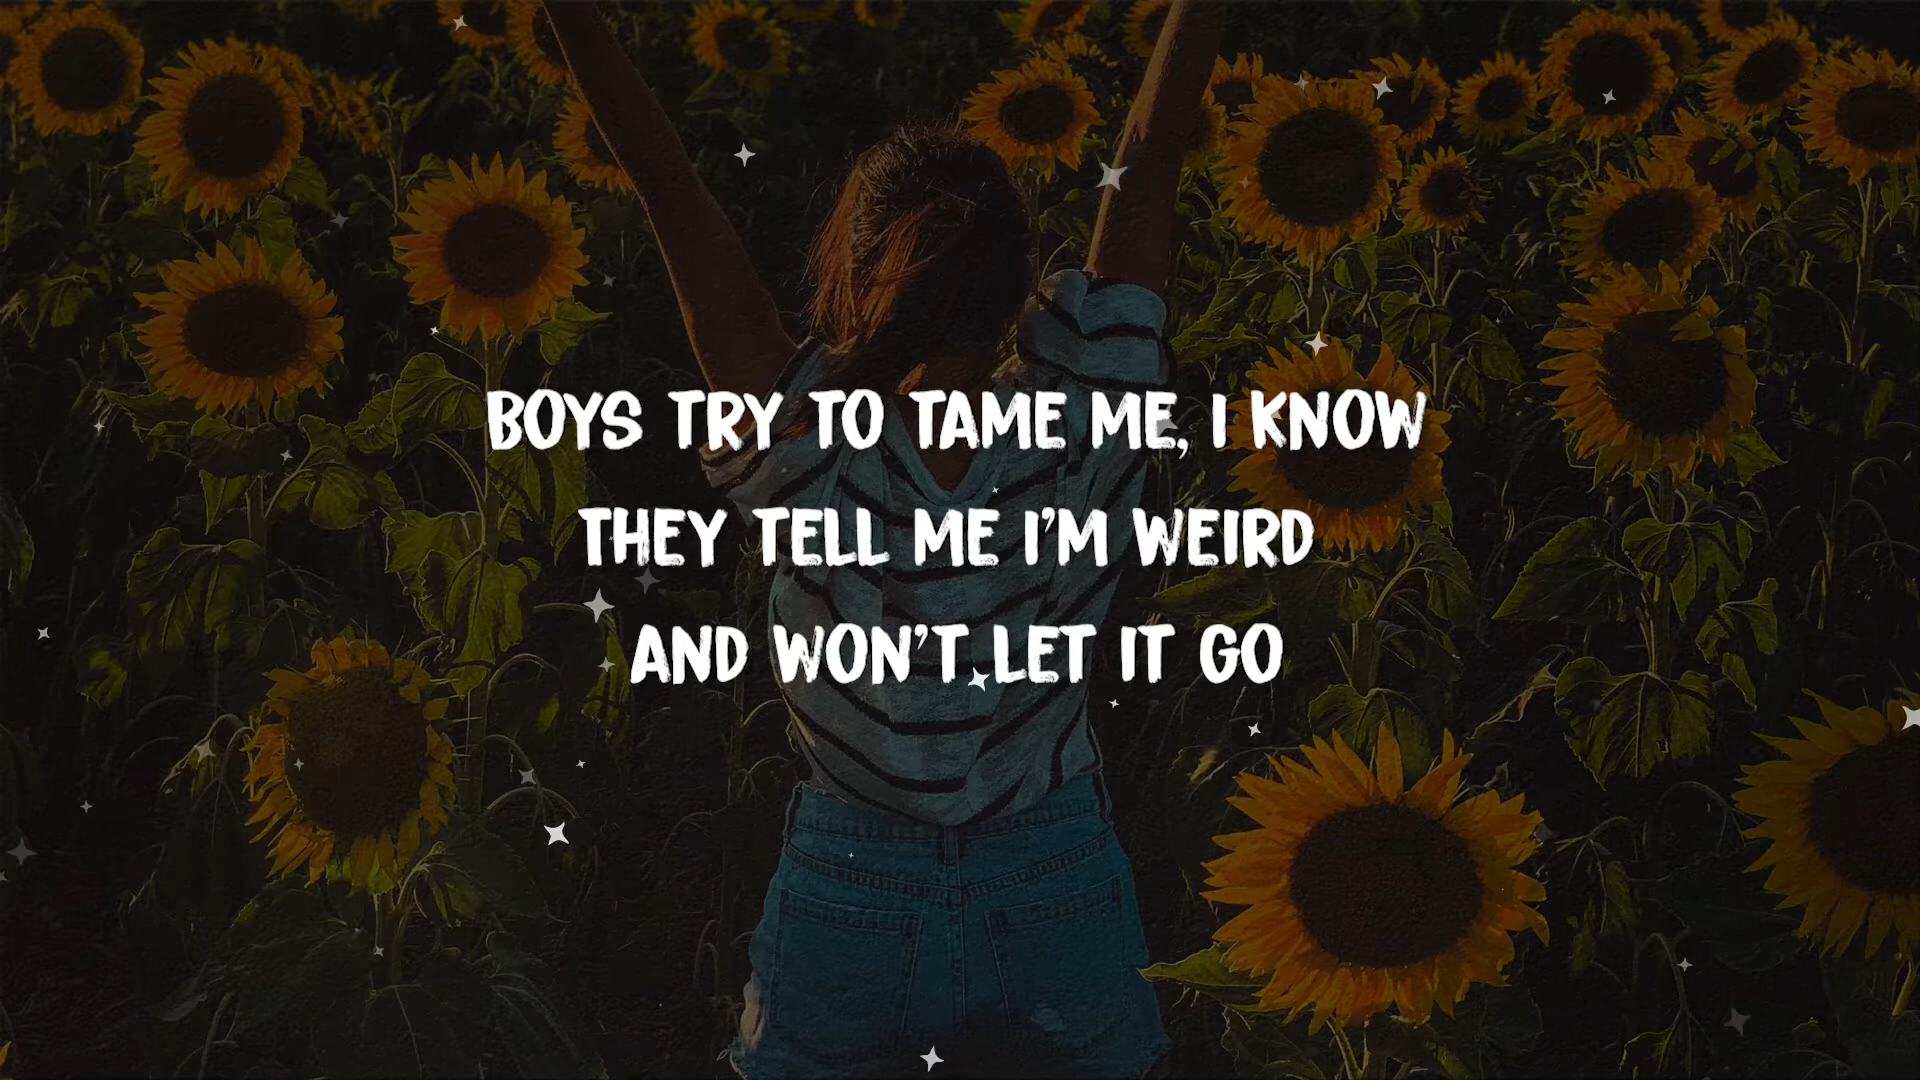 BOYS TRY TO TAME ME, I KNOW
THEY TELL ME I'M WEIRD
AND WON'T LET IT GO